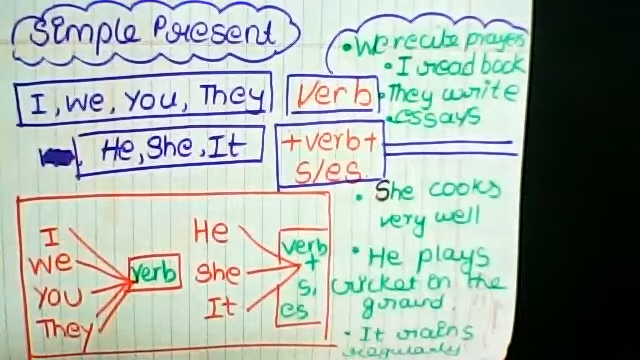 Simple Present
I, We, You, They
verb
He, She, It
+verb+
s/es
• We recite prayers
• I read book
• They write
• essays
• She cooks
very well
• He plays
cricket on the
ground.
• It rains
regularly
I
We
You
They
verb
He
She
It
verb
+
s,
es